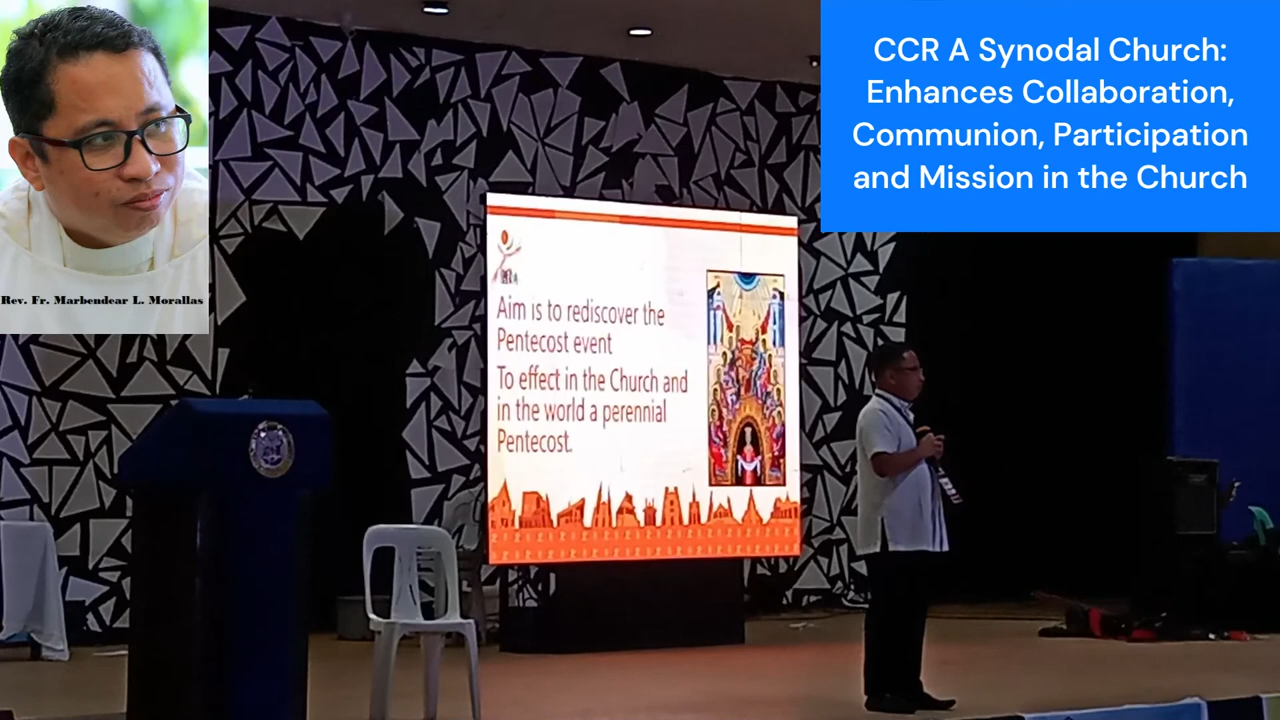 CCR A Synodal Church:
Enhances Collaboration,
Communion, Participation
and Mission in the Church
Rev. Fr. Marbendear L. Morallas
Aim is to rediscover the
Pentecost event
To effect in the Church and
in the world a perennial
Pentecost.